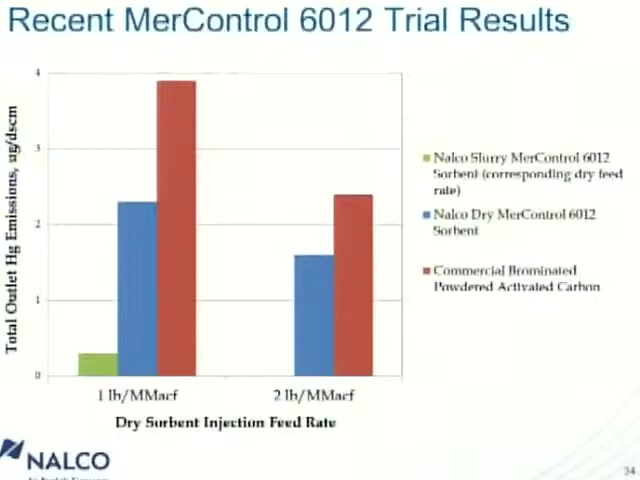 Recent MerControl 6012 Trial Results
4
3
2
1
0
Total Outlet Hg Emissions, ug/dscm
1 lb/MMacf
2 lb/MMacf
Dry Sorbent Injection Feed Rate
Nalco Slurry MerControl 6012
Sorbent (corresponding dry feed
rate)
Nalco Dry MerControl 6012
Sorbent
Commercial Brominated
Powdered Activated Carbon
NALCO
34